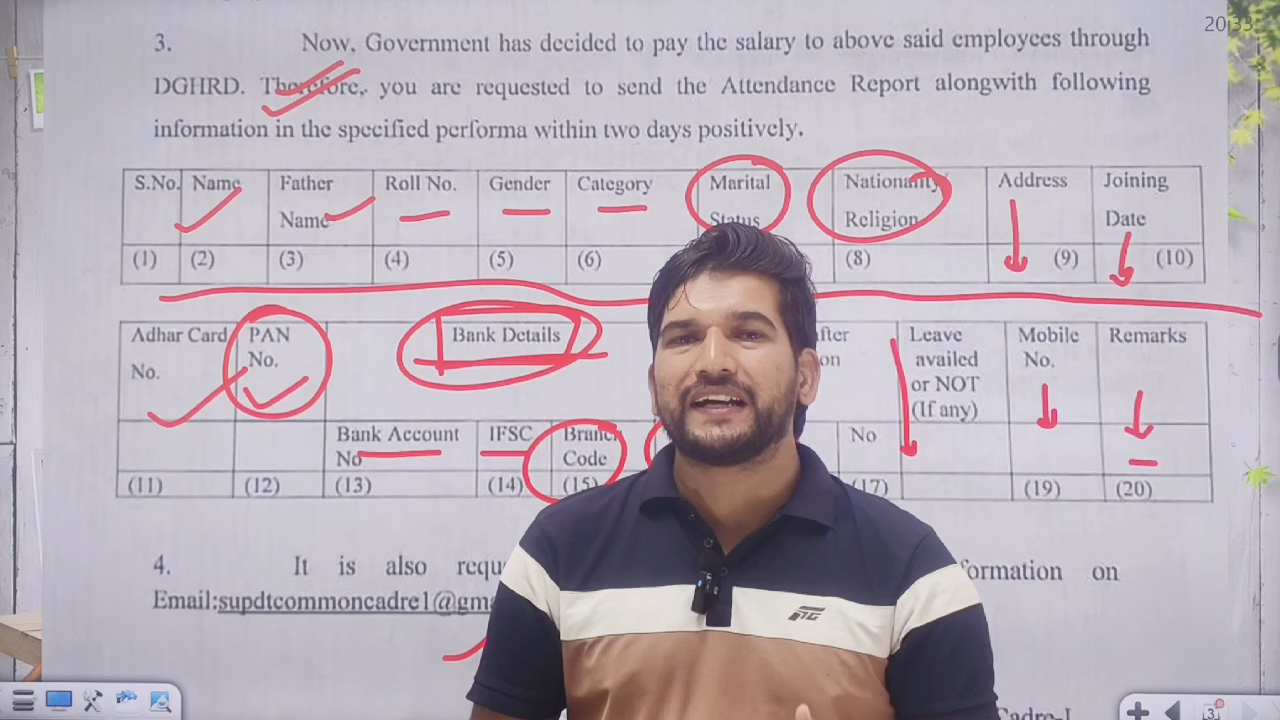 20:33
3. Now, Government has decided to pay the salary to above said employees through
DGHRD. Therefore, you are requested to send the Attendance Report alongwith following
information in the specified performa within two days positively.
S.No. Name Father Roll No. Gender Category Marital Nationality Address Joining
Name Status Religion Date
(1) (2) (3) (4) (5) (6) (8) (9) (10)
Adhar Card PAN Bank Details Leave Mobile Remarks
No. No. availed No.
or NOT
(If any)
Bank Account IFSC Branch No
No Code
(11) (12) (13) (14) (15) (17) (19) (20)
4. It is also on
Email:supdtcommoncadre1@gm